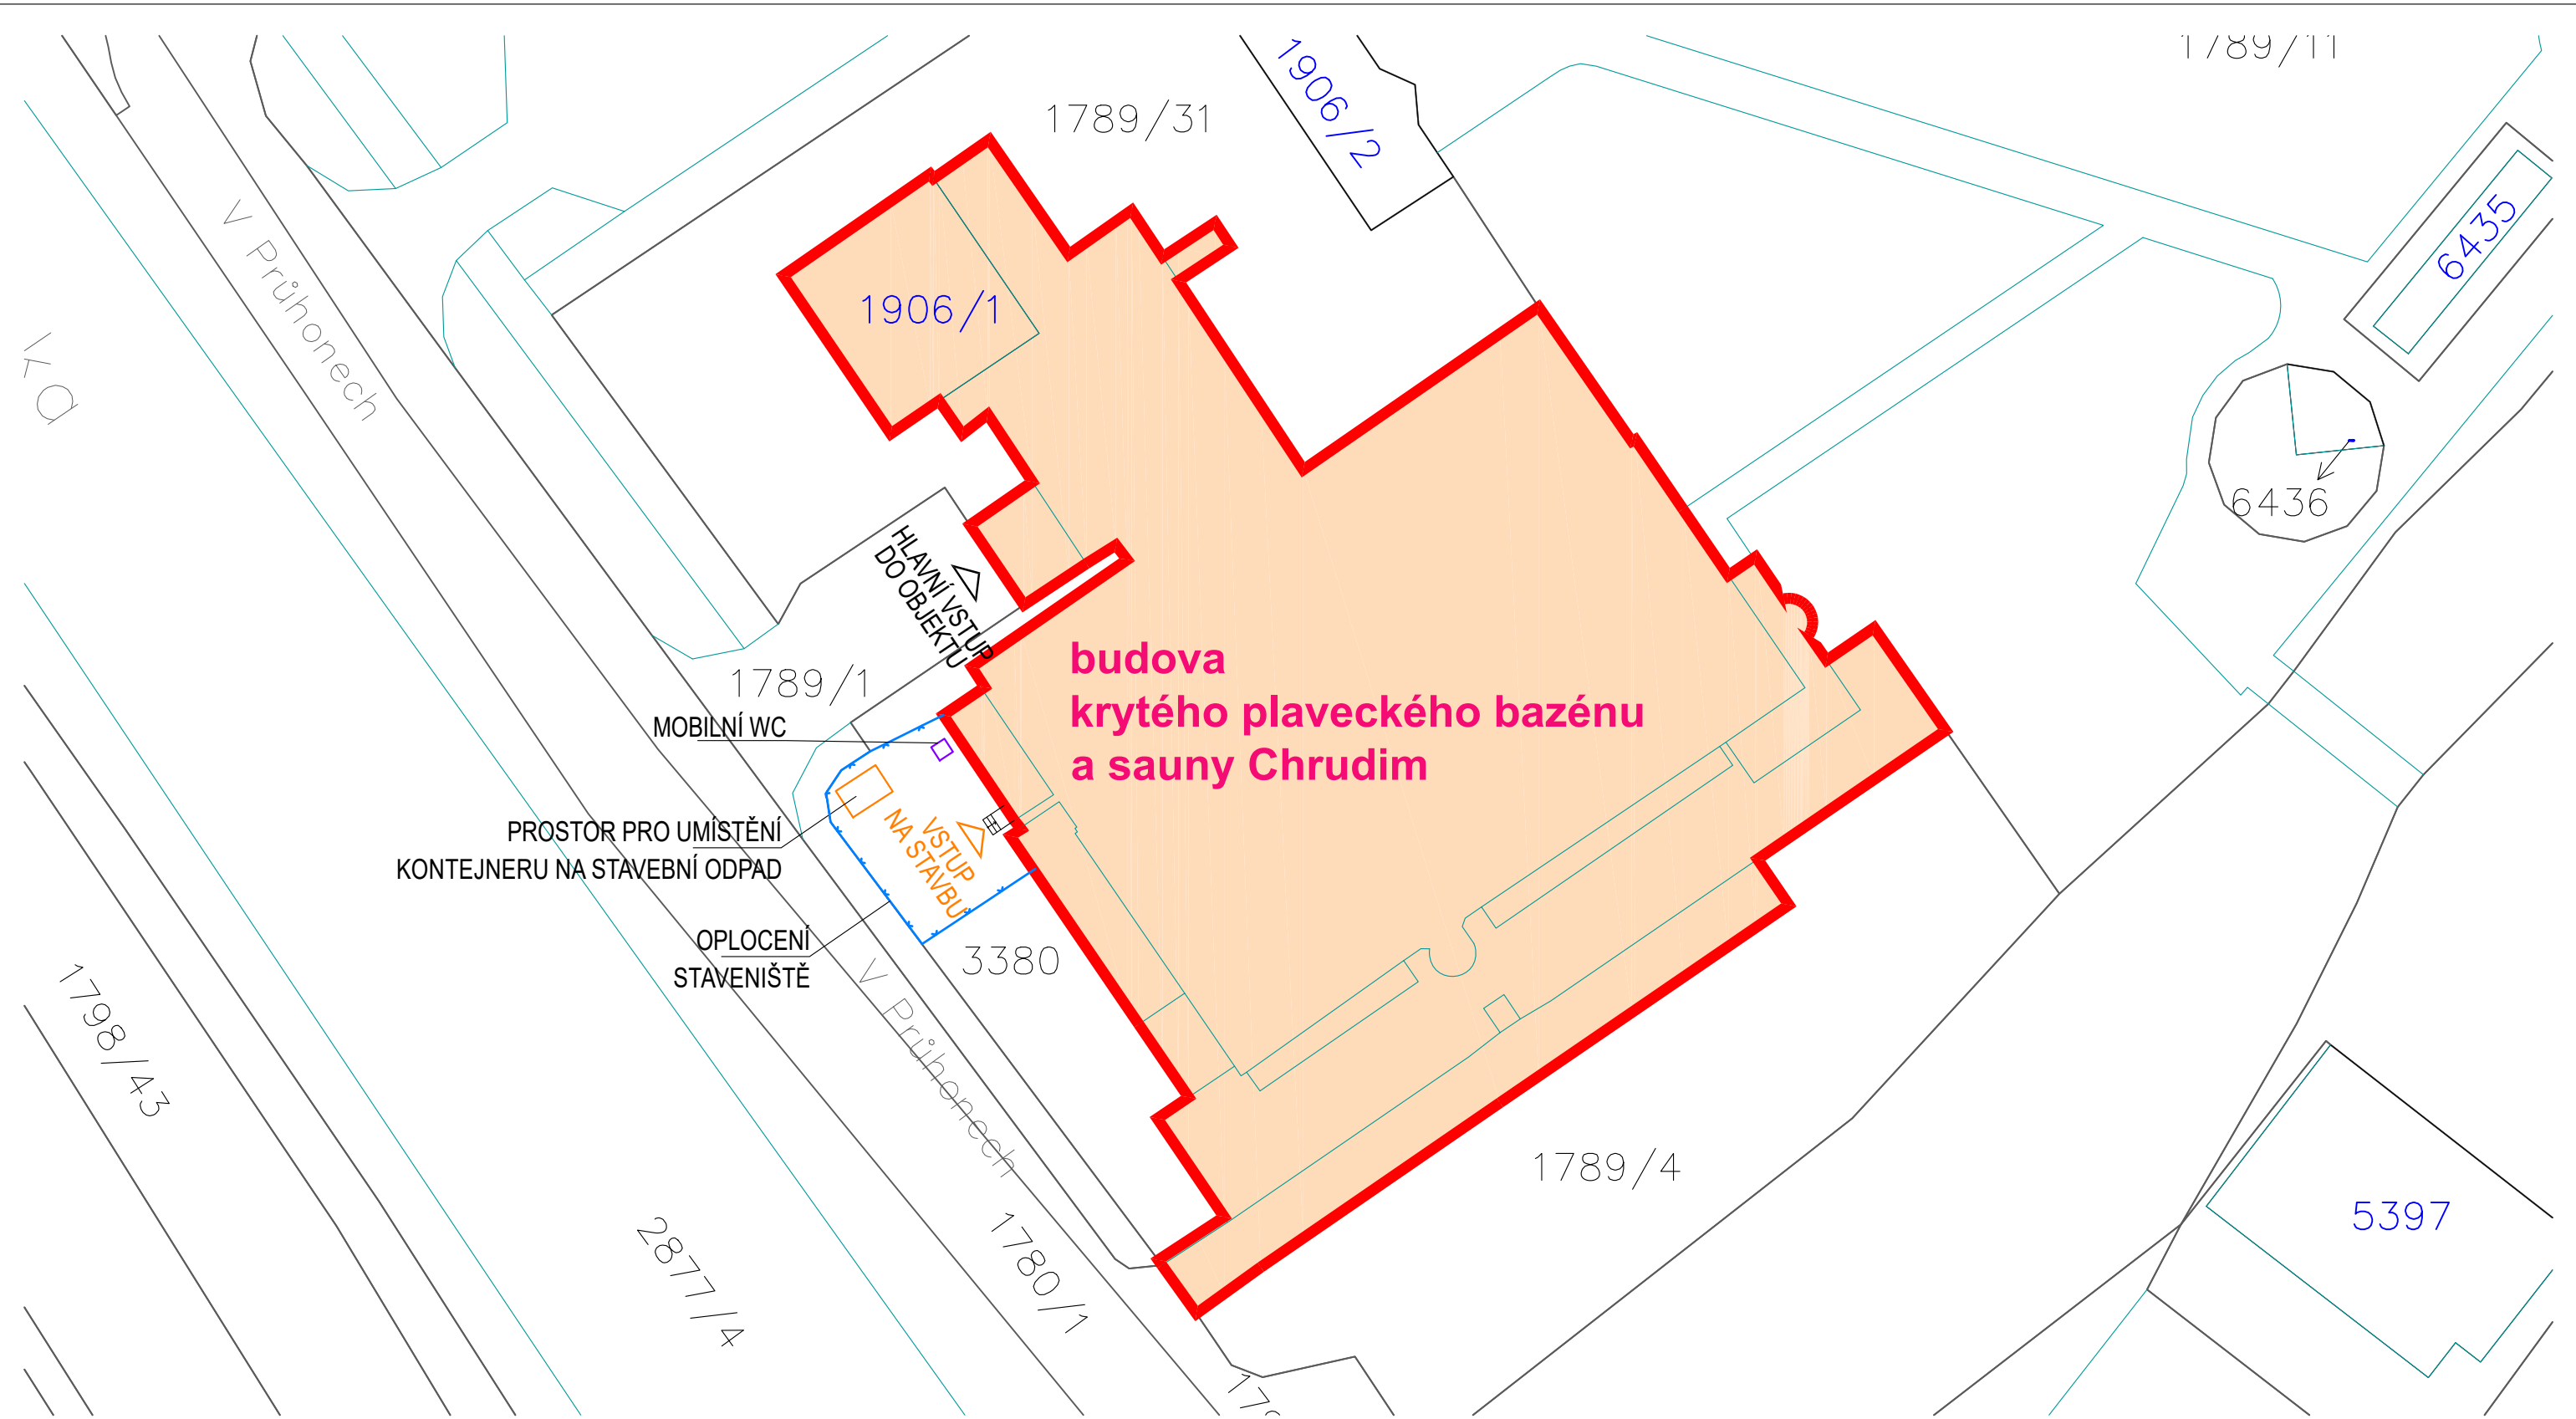 1789/11
1906/2
1789/31
6435
V Průhonech
1906/1
6436
HLAVNÍ VSTUP
DO OBJEKTU
budova
krytého plaveckého bazénu
a sauny Chrudim
1789/1
MOBILNÍ WC
PROSTOR PRO UMÍSTĚNÍ
KONTEJNERU NA STAVEBNÍ ODPAD
VSTUP
NA STAVBU
OPLOCENÍ
STAVENIŠTĚ
3380
V Průhonech
1798/43
1789/4
5397
2877/4
1780/1